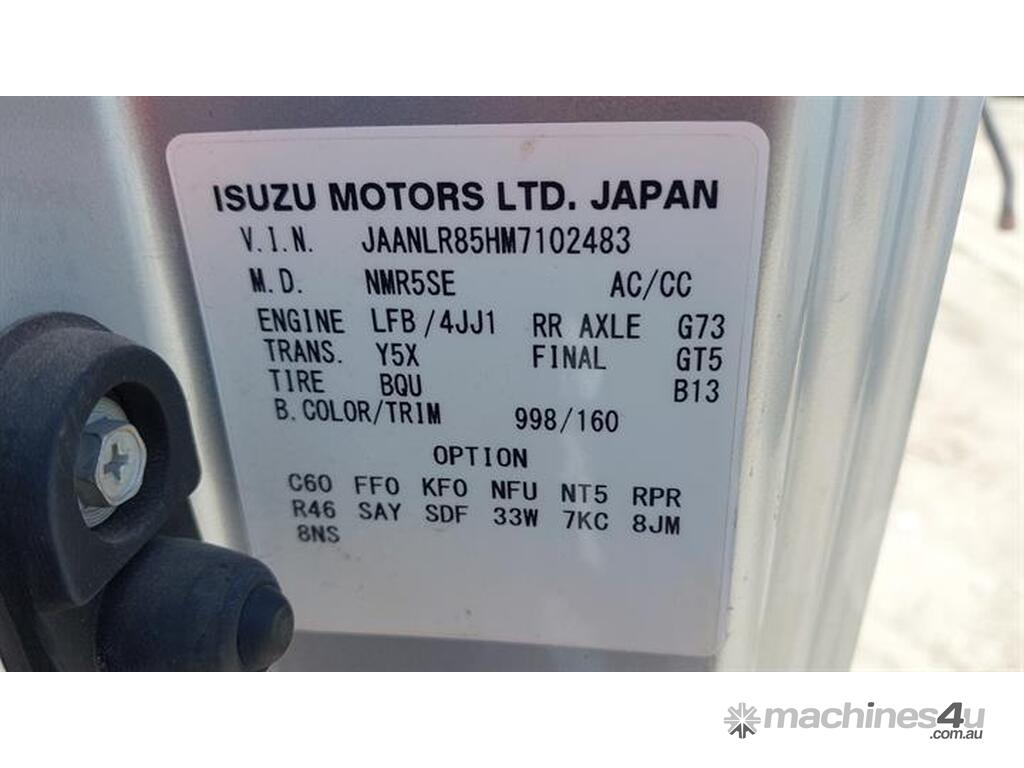 ISUZU MOTORS LTD. JAPAN
V.I.N. JAANLR85HM7102483
M.D. NMR5SE AC/CC
ENGINE LFB/4JJ1 RR AXLE G73
TRANS. Y5X FINAL GT5
TIRE BQU B13
B.COLOR/TRIM 998/160
OPTION
C60 FF0 KF0 NFU NT5 RPR
R46 SAY SDF 33W 7KC 8JM
8NS
machines4u
.com.au